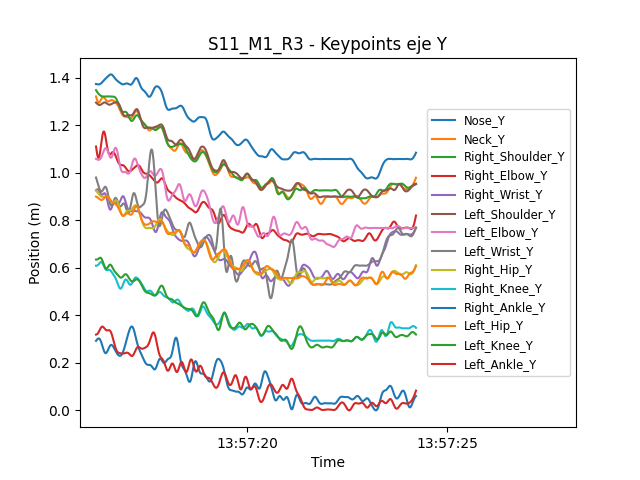 S11_M1_R3 - Keypoints eje Y
Position (m)
1.4
1.2
1.0
0.8
0.6
0.4
0.2
0.0
Nose_Y
Neck_Y
Right_Shoulder_Y
Right_Elbow_Y
Right_Wrist_Y
Left_Shoulder_Y
Left_Elbow_Y
Left_Wrist_Y
Right_Hip_Y
Right_Knee_Y
Right_Ankle_Y
Left_Hip_Y
Left_Knee_Y
Left_Ankle_Y
13:57:20
13:57:25
Time